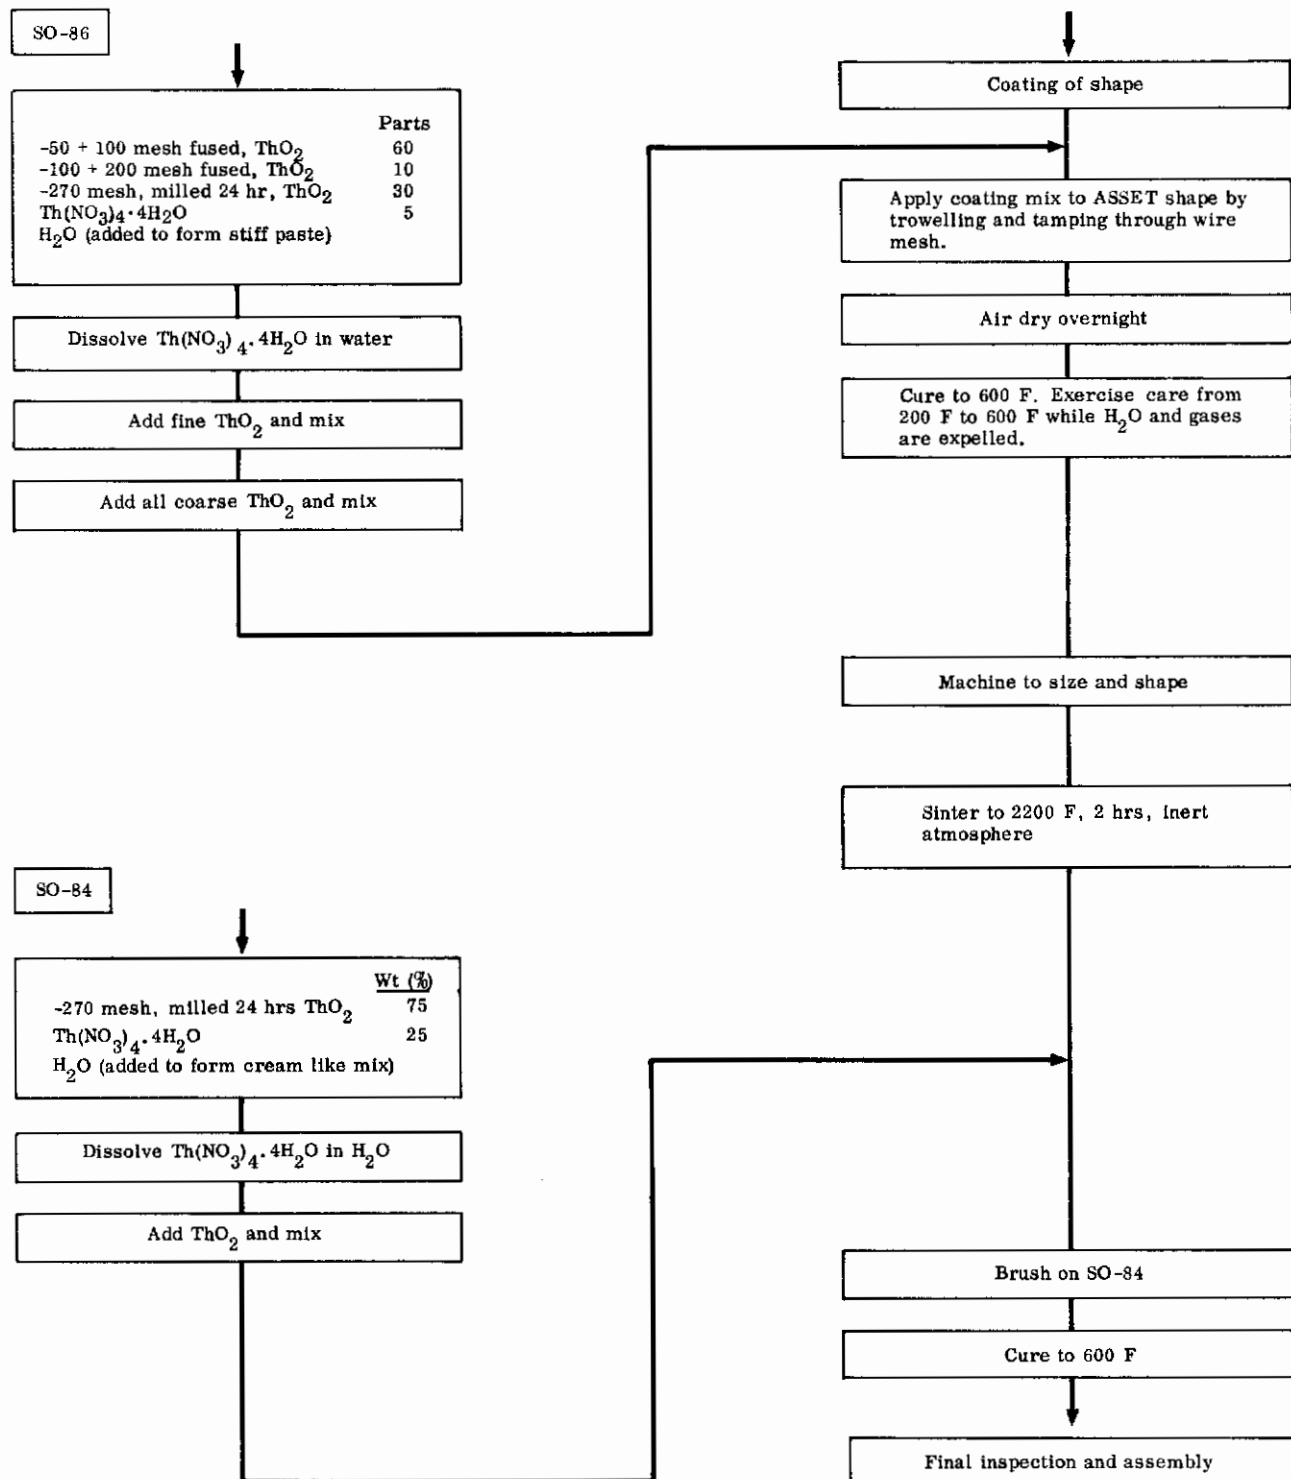 SO-86
Parts
-50 + 100 mesh fused, ThO2 60
-100 + 200 mesh fused, ThO2 10
-270 mesh, milled 24 hr, ThO2 30
Th(NO3)4·4H2O 5
H2O (added to form stiff paste)
Dissolve Th(NO3)4.4H2O in water
Add fine ThO2 and mix
Add all coarse ThO2 and mix
SO-84
Wt (%)
-270 mesh, milled 24 hrs ThO2 75
Th(NO3)4.4H2O 25
H2O (added to form cream like mix)
Dissolve Th(NO3)4.4H2O in H2O
Add ThO2 and mix
Coating of shape
Apply coating mix to ASSET shape by
trowelling and tamping through wire
mesh.
Air dry overnight
Cure to 600 F. Exercise care from
200 F to 600 F while H2O and gases
are expelled.
Machine to size and shape
Sinter to 2200 F, 2 hrs, inert
atmosphere
Brush on SO-84
Cure to 600 F
Final inspection and assembly